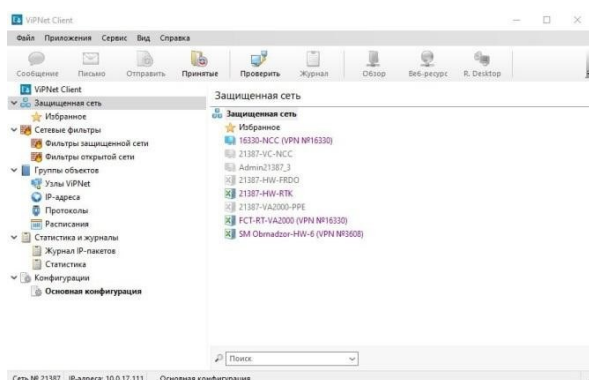 ViPNet Client
Файл Приложения Сервис Вид Справка
Сообщение Письмо Отправить Принятые Проверить Журнал Обзор Веб-ресурс R. Desktop
ViPNet Client
Защищенная сеть
Избранное
Сетевые фильтры
Фильтры защищенной сети
Фильтры открытой сети
Группы объектов
Узлы ViPNet
IP-адреса
Протоколы
Расписания
Статистика и журналы
Журнал IP-пакетов
Статистика
Конфигурации
Основная конфигурация
Защищенная сеть
Защищенная сеть
Избранное
16330-NCC (VPN №16330)
21387-VC-NCC
Admin21387_3
21387-HW-FRDO
21387-HW-RTK
21387-VA2000-PPE
FCT-RT-VA2000 (VPN №16330)
SM Obrnadzor-HW-6 (VPN №3608)
Поиск
Сеть № 21387 IP-адреса: 10.0.17.111 Основная конфигурация